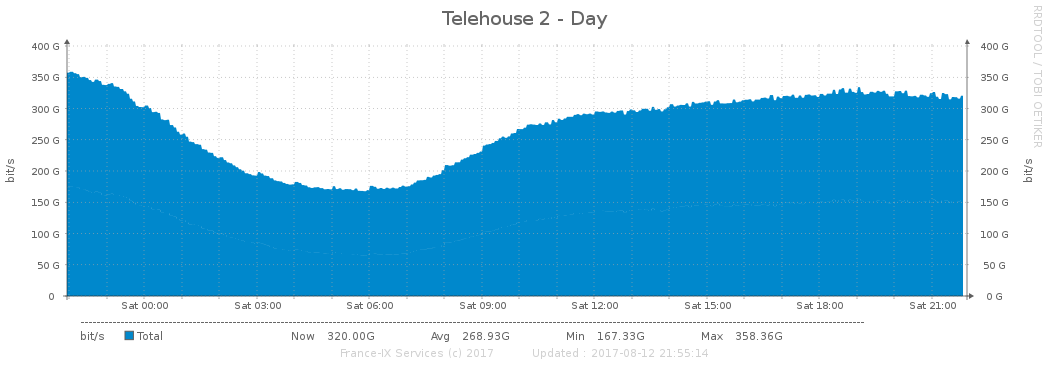 Telehouse 2 - Day
RRDTOOL / TOBI OETIKER
400 G 400 G
350 G 350 G
300 G 300 G
250 G 250 G
200 G 200 G
150 G 150 G
100 G 100 G
50 G 50 G
0 0 G
bit/s bit/s
Sat 00:00 Sat 03:00 Sat 06:00 Sat 09:00 Sat 12:00 Sat 15:00 Sat 18:00 Sat 21:00
bit/s Total Now 320.00G Avg 268.93G Min 167.33G Max 358.36G
France-IX Services (c) 2017 Updated : 2017-08-12 21:55:14